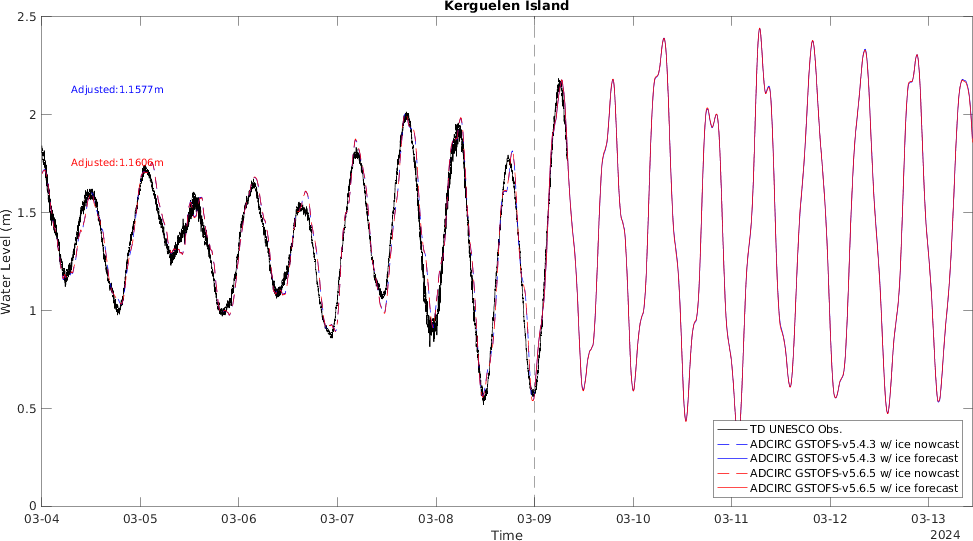 Kerguelen Island
2.5
2
1.5
1
0.5
0
Water Level (m)
Adjusted:1.1577m
Adjusted:1.1606m
TD UNESCO Obs.
ADCIRC GSTOFS-v5.4.3 w/ ice nowcast
ADCIRC GSTOFS-v5.4.3 w/ ice forecast
ADCIRC GSTOFS-v5.6.5 w/ ice nowcast
ADCIRC GSTOFS-v5.6.5 w/ ice forecast
03-04 03-05 03-06 03-07 03-08 03-09 03-10 03-11 03-12 03-13
Time
2024